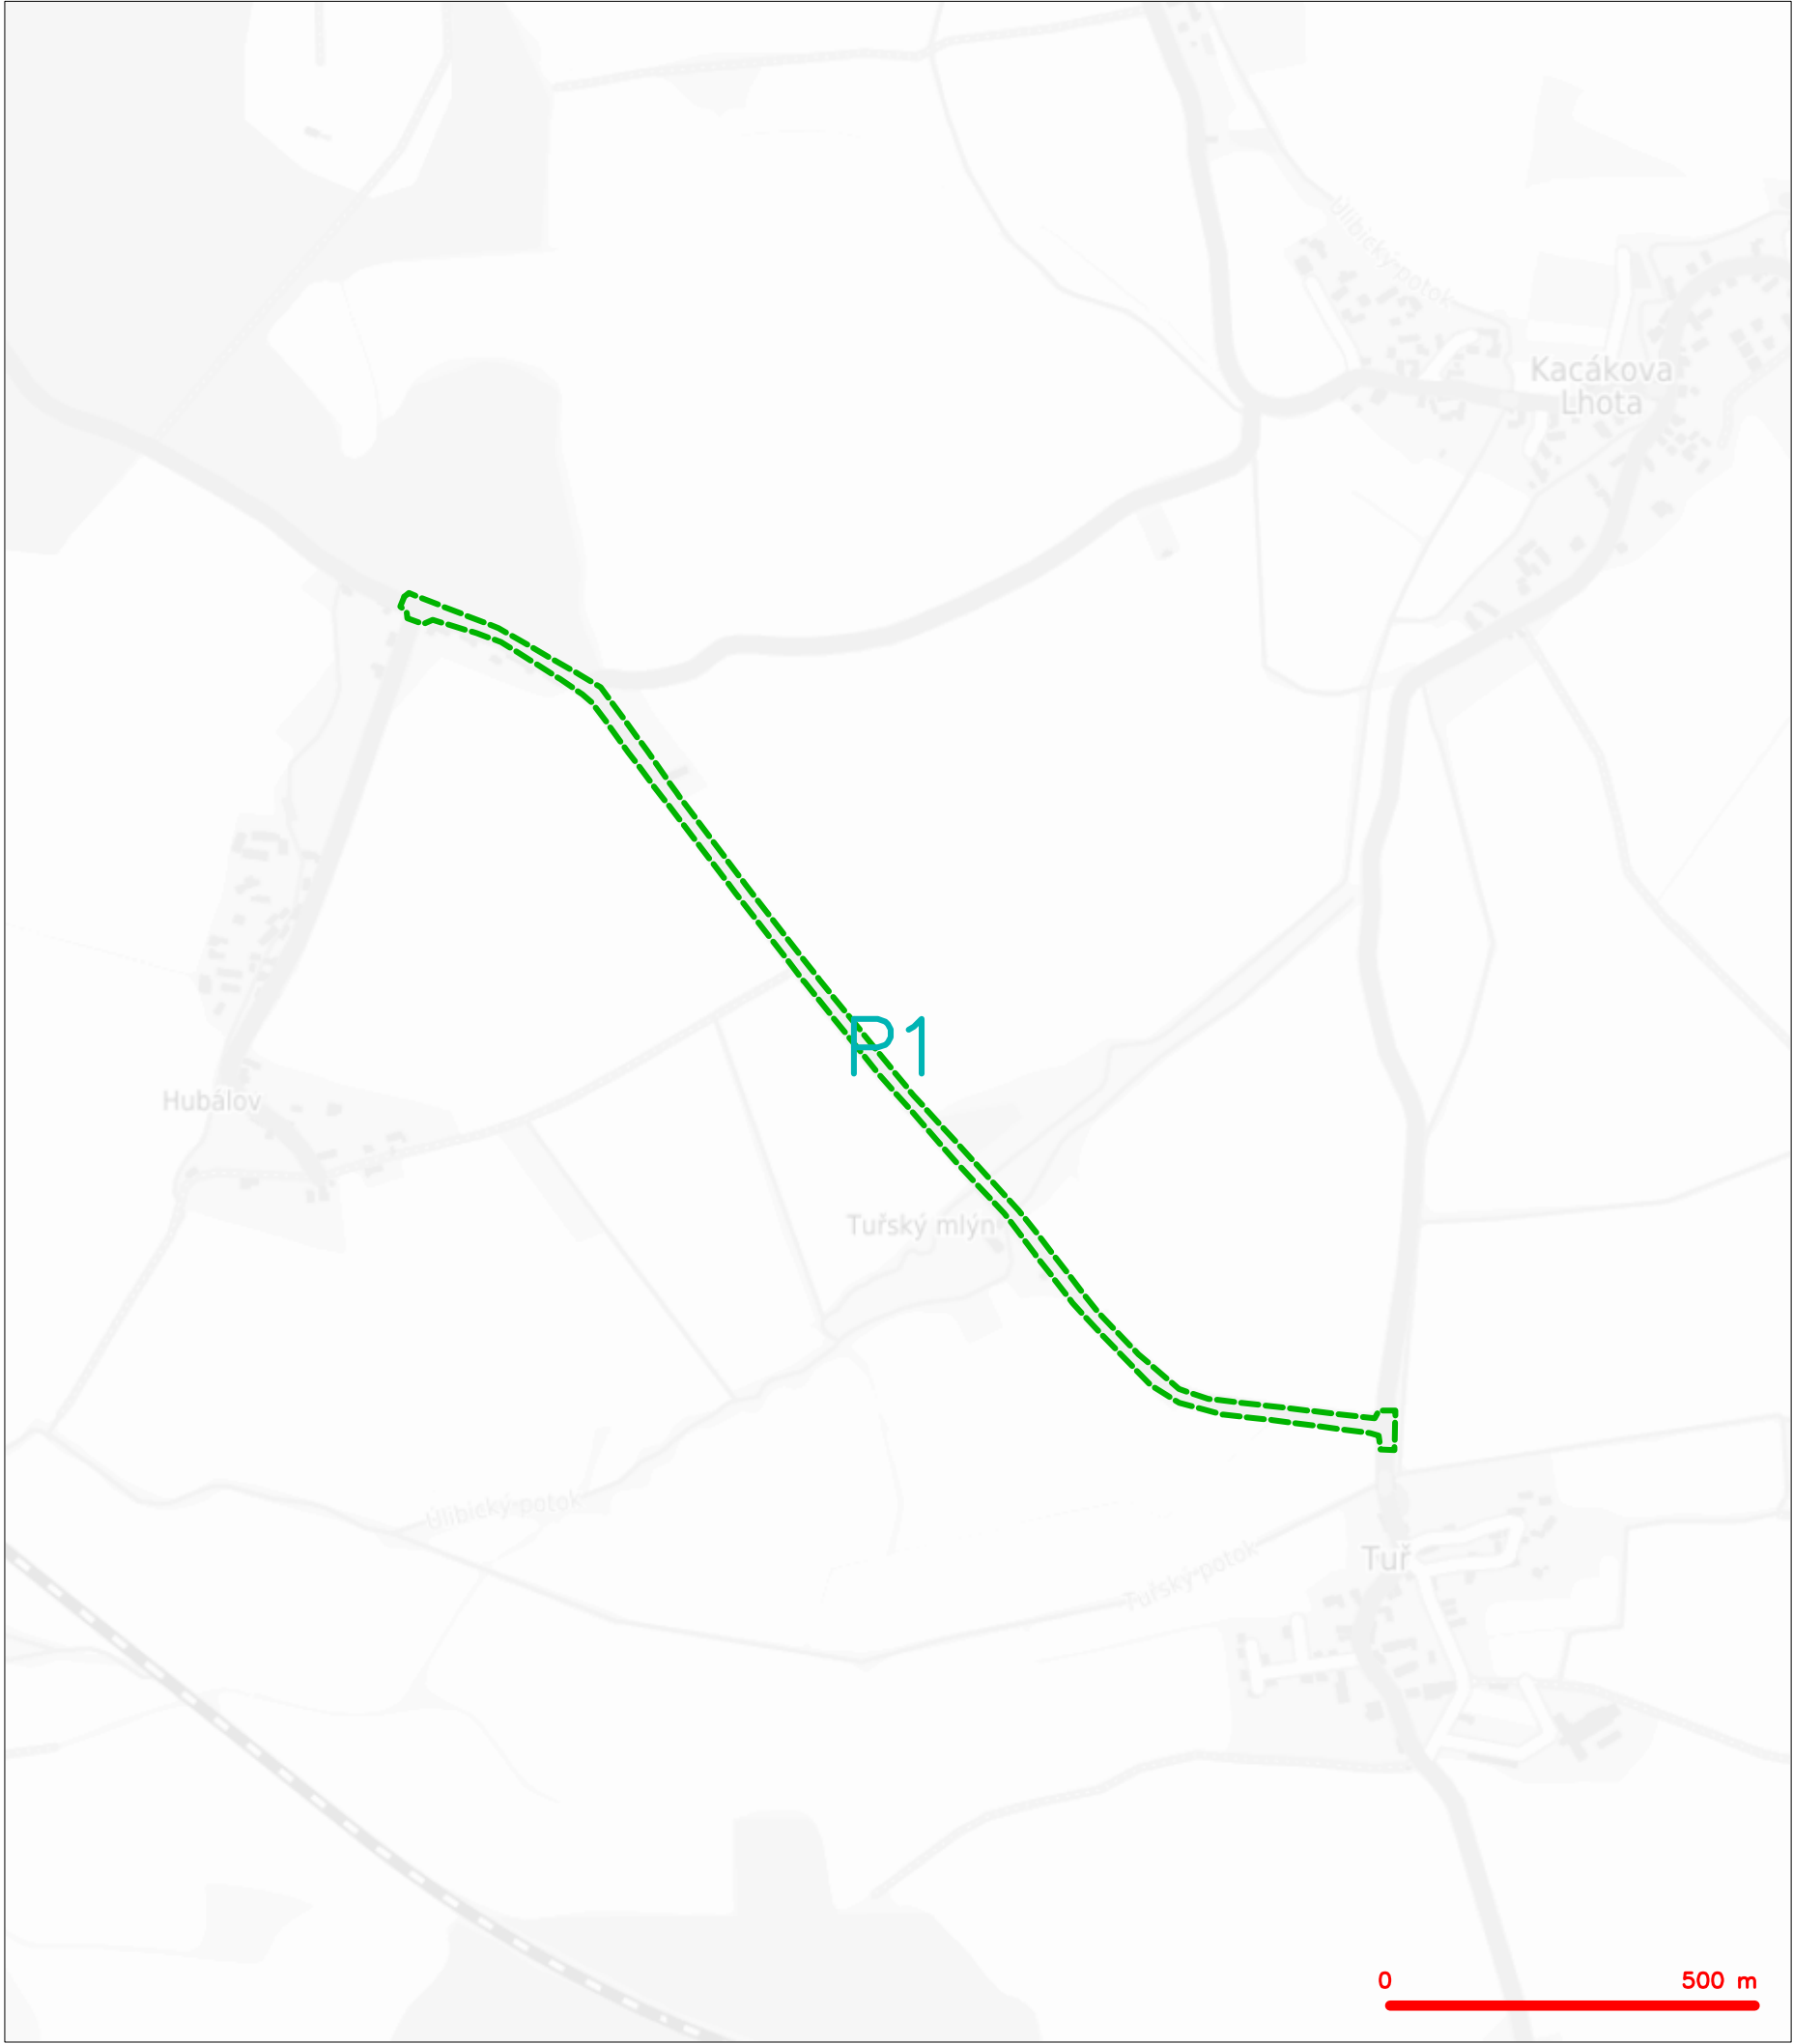 Úlibický potok
Kacákova
Lhota
P1
Hubálov
Tuřský mlýn
Úlibický potok
Tuřský potok
Tuř
0 500 m